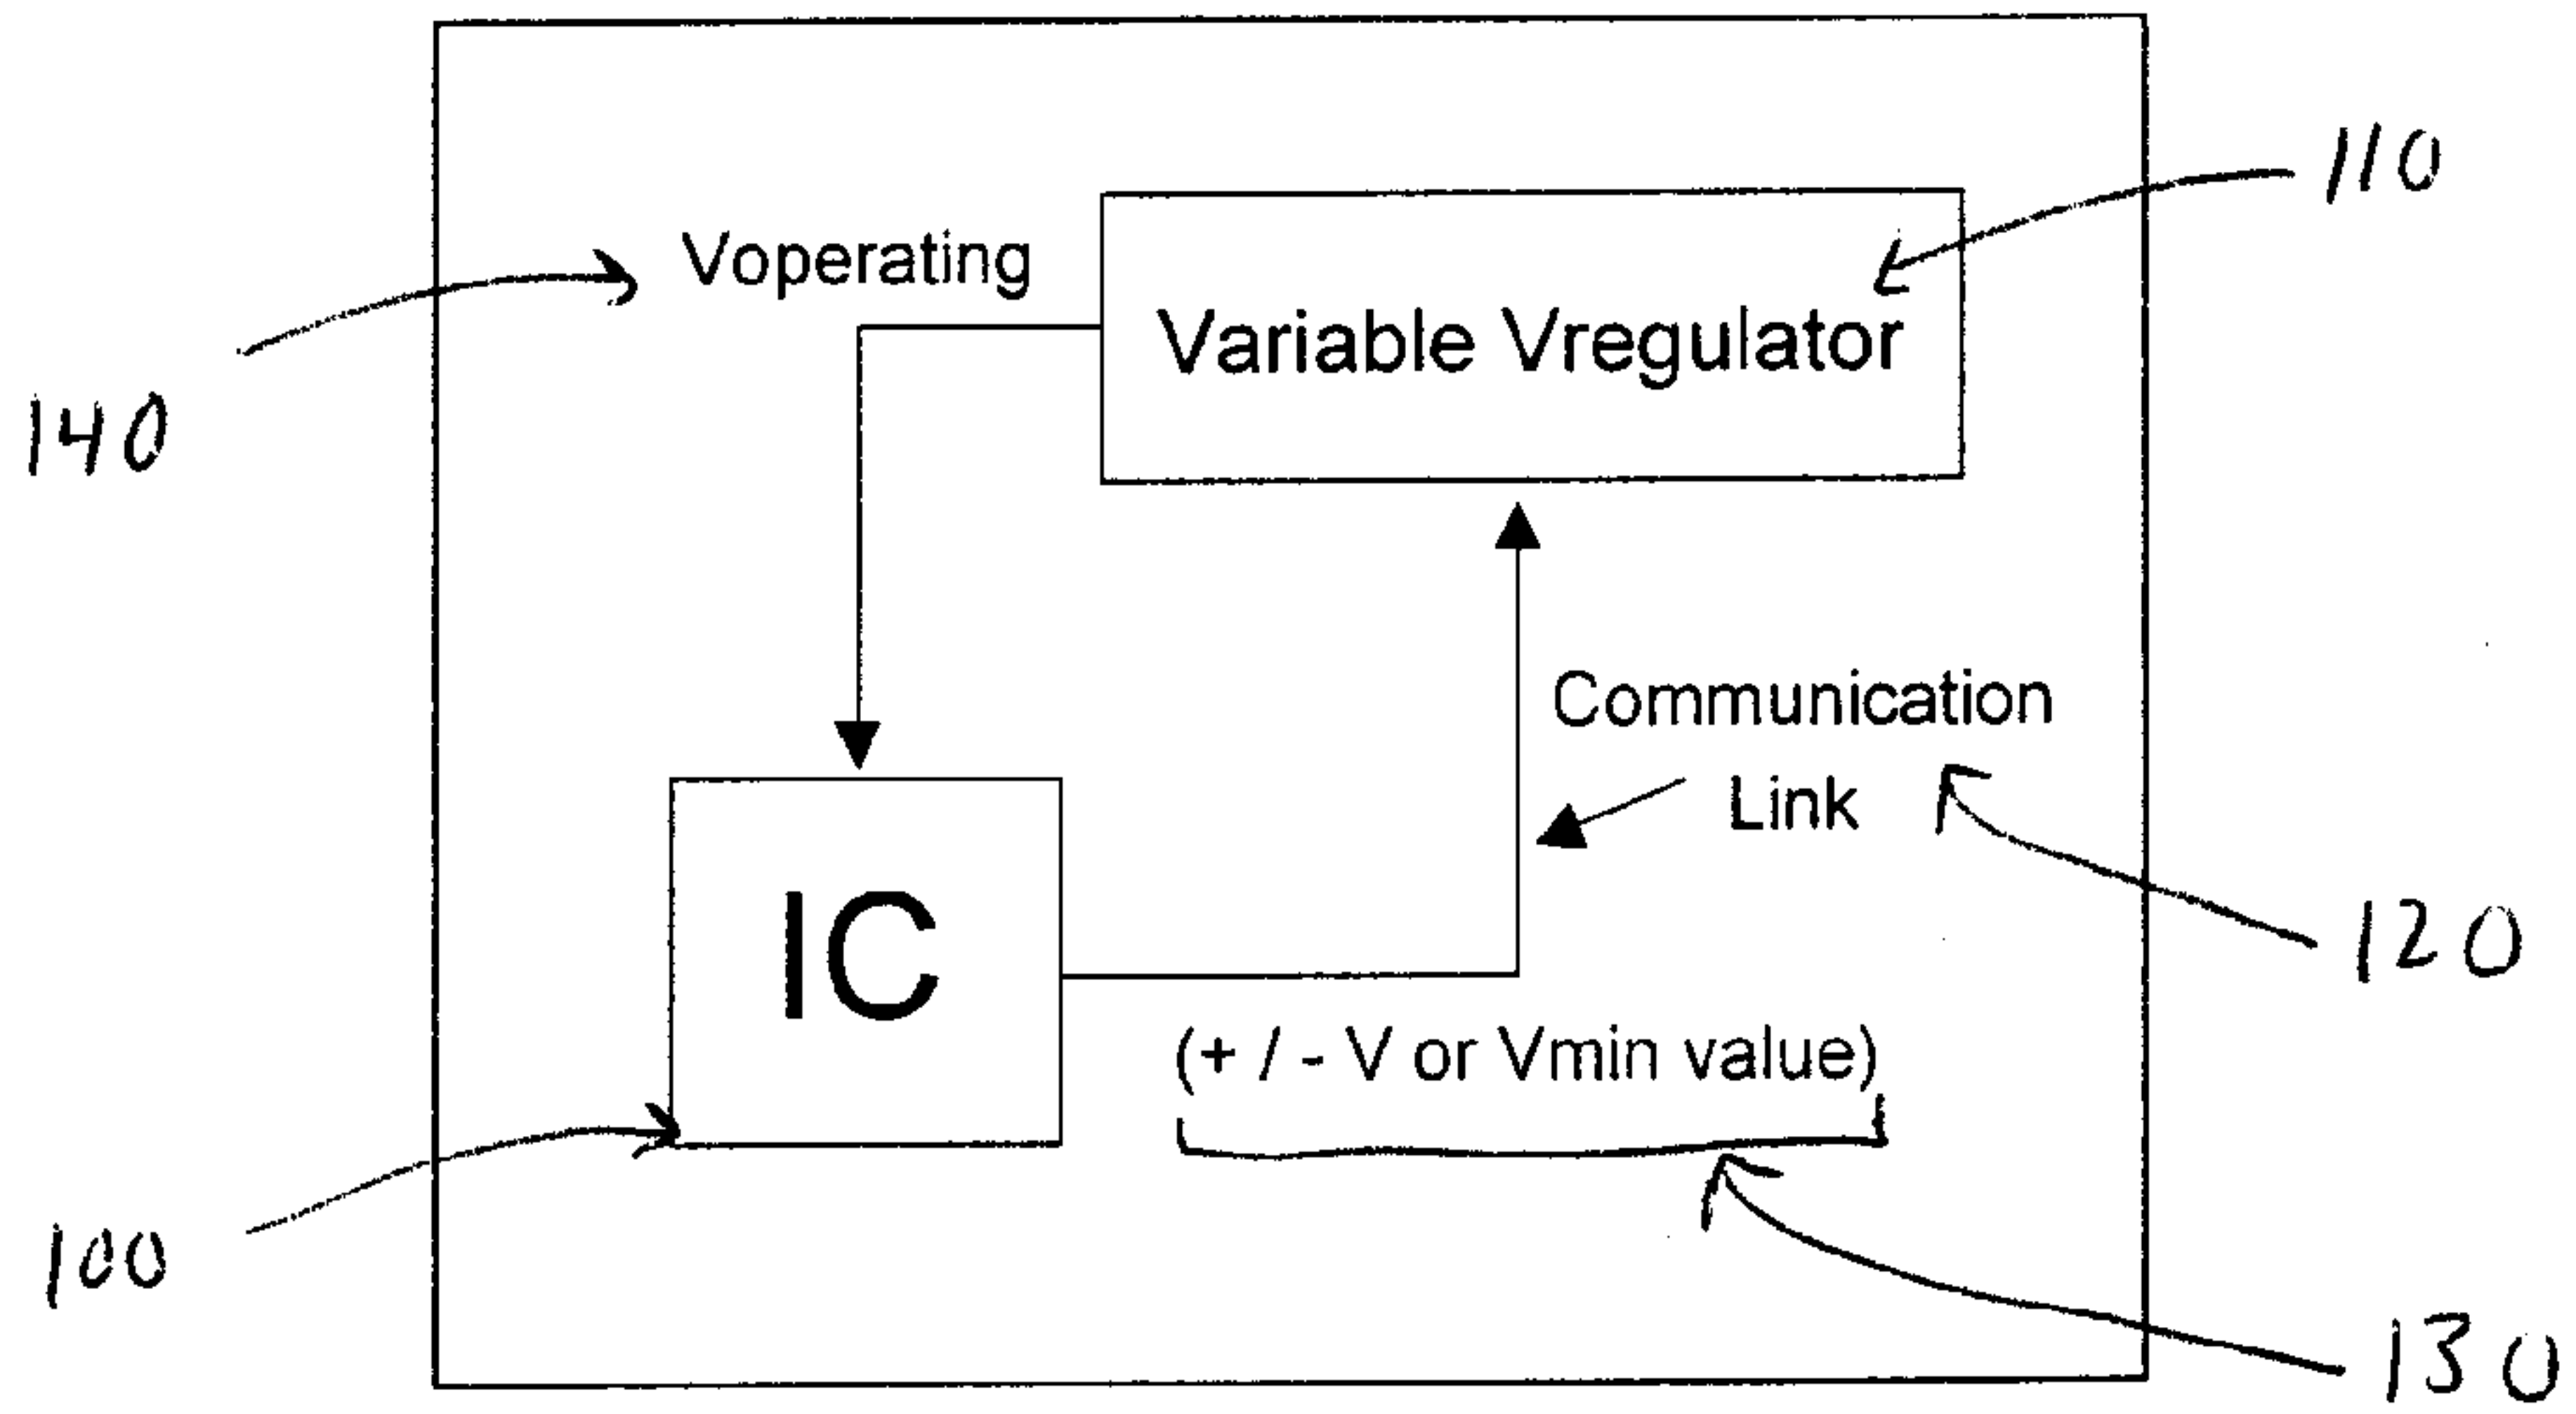 110
Voperating
Variable Vregulator
140
Communication
Link
120
IC
(+ / - V or Vmin value)
100
130